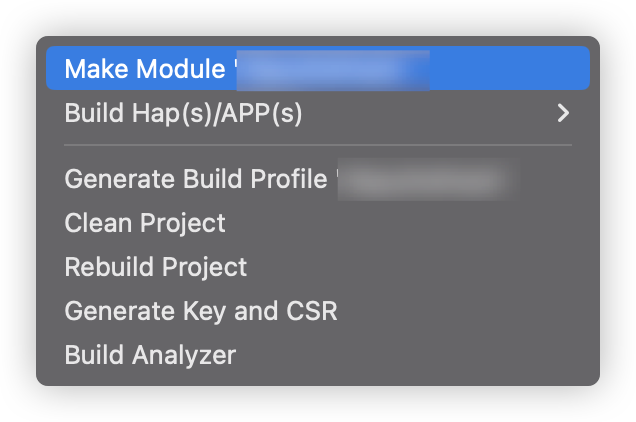 Make Module '
Build Hap(s)/APP(s)
Generate Build Profile '
Clean Project
Rebuild Project
Generate Key and CSR
Build Analyzer